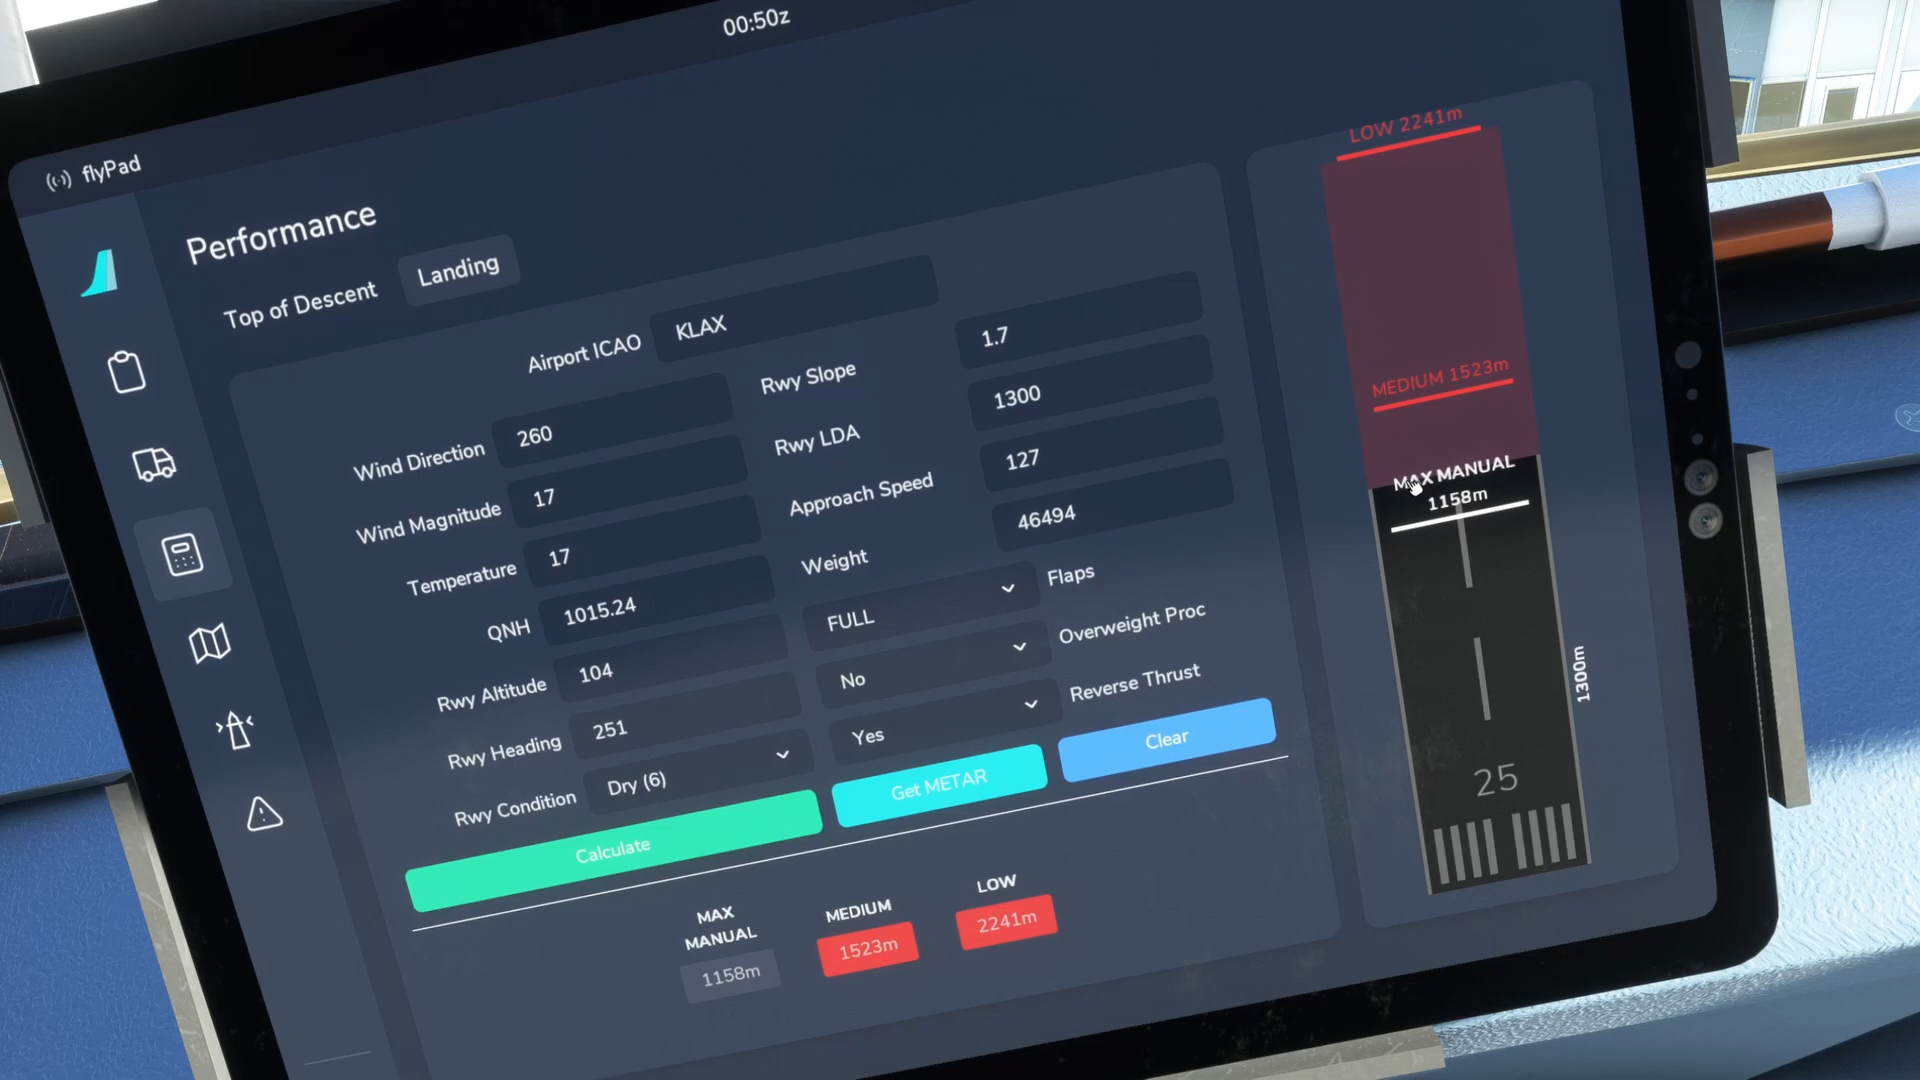 00:50z
flyPad
Performance
Top of Descent
Landing
Airport ICAO
KLAX
Wind Direction
260
Wind Magnitude
17
Temperature
17
QNH
1015.24
Rwy Altitude
104
Rwy Heading
251
Rwy Condition
Dry (6)
Rwy Slope
1.7
Rwy LDA
1300
Approach Speed
127
Weight
46494
FULL
Flaps
No
Overweight Proc
Yes
Reverse Thrust
Calculate
Get METAR
Clear
MAX
MANUAL
1158m
MEDIUM
1523m
LOW
2241m
LOW 2241m
MEDIUM 1523m
MAX MANUAL
1158m
1300m
25